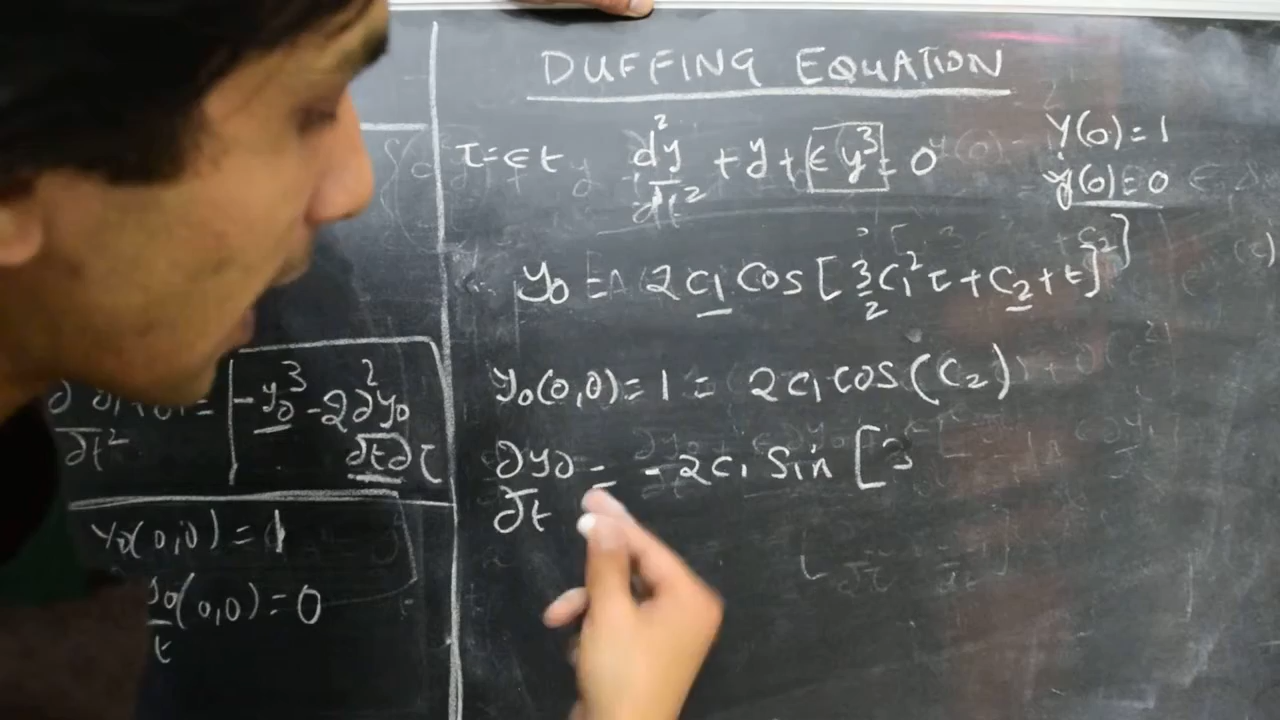 DUFFING EQUATION
τ=ϵt d²y/dt² + y + ϵy³ = 0 y(0)=1
ẏ(0)=0
y₀ = 2c₁ cos[3/2 c₁² τ + c₂ + t]
y₀(0,0) = 1 = 2c₁ cos(c₂)
∂y₀/∂t = -2c₁ sin [3
∂t² = -y₀³ - 2 ∂²y₀/∂t∂τ
y₀(0,0) = 1
y₀(0,0) = 0
t